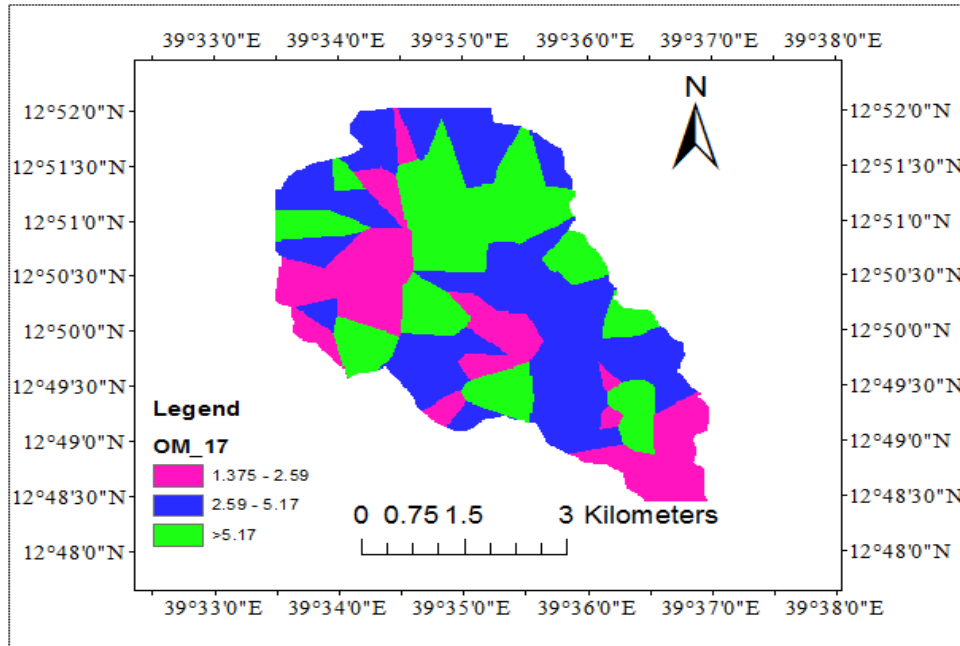 39°33'0"E 39°34'0"E 39°35'0"E 39°36'0"E 39°37'0"E 39°38'0"E
N
12°52'0"N 12°52'0"N
12°51'30"N 12°51'30"N
12°51'0"N 12°51'0"N
12°50'30"N 12°50'30"N
12°50'0"N 12°50'0"N
12°49'30"N 12°49'30"N
Legend
12°49'0"N 12°49'0"N
OM_17
1.375 - 2.59
12°48'30"N 12°48'30"N
2.59 - 5.17
0 0.75 1.5 3 Kilometers
>5.17
12°48'0"N 12°48'0"N
39°33'0"E 39°34'0"E 39°35'0"E 39°36'0"E 39°37'0"E 39°38'0"E